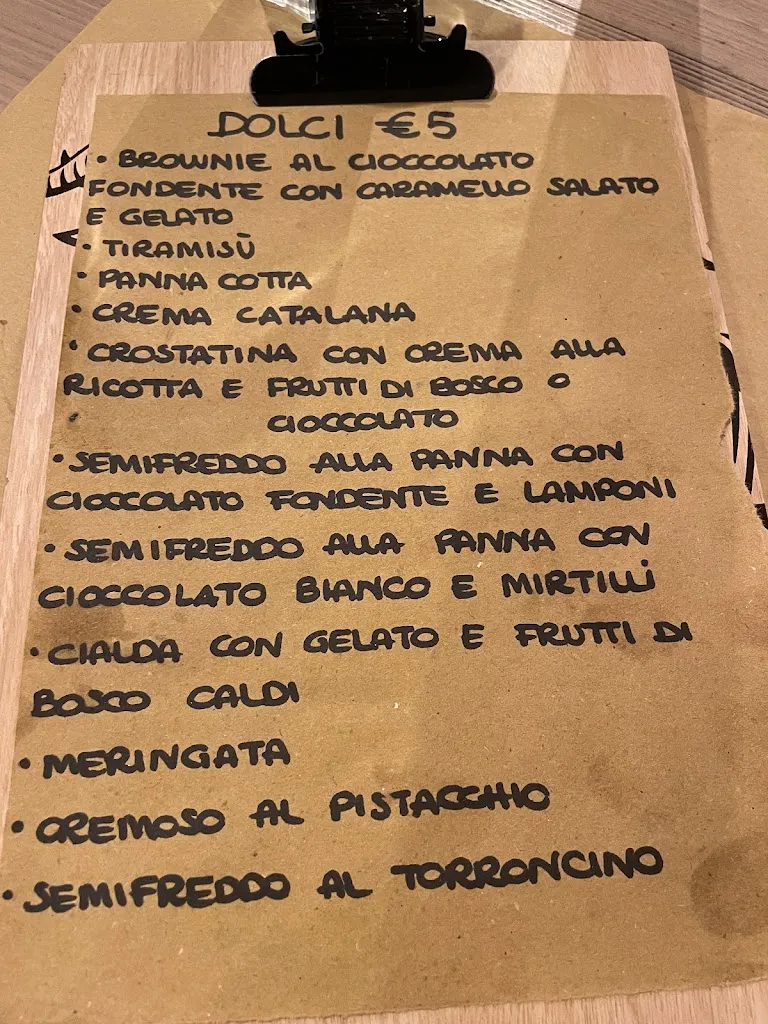 DOLCI €5
• BROWNIE AL CIOCCOLATO
FONDENTE CON CARAMELLO SALATO
E GELATO
• TIRAMISÙ
• PANNA COTTA
• CREMA CATALANA
• CROSTATINA CON CREMA ALLA
RICOTTA E FRUTTI DI BOSCO O
CIOCCOLATO
• SEMIFREDDO ALLA PANNA CON
CIOCCOLATO FONDENTE E LAMPONI
• SEMIFREDDO ALLA PANNA CON
CIOCCOLATO BIANCO E MIRTILLI
• CIALDA CON GELATO E FRUTTI DI
BOSCO CALDI
• MERINGATA
• CREMOSO AL PISTACCHIO
• SEMIFREDDO AL TORRONCINO